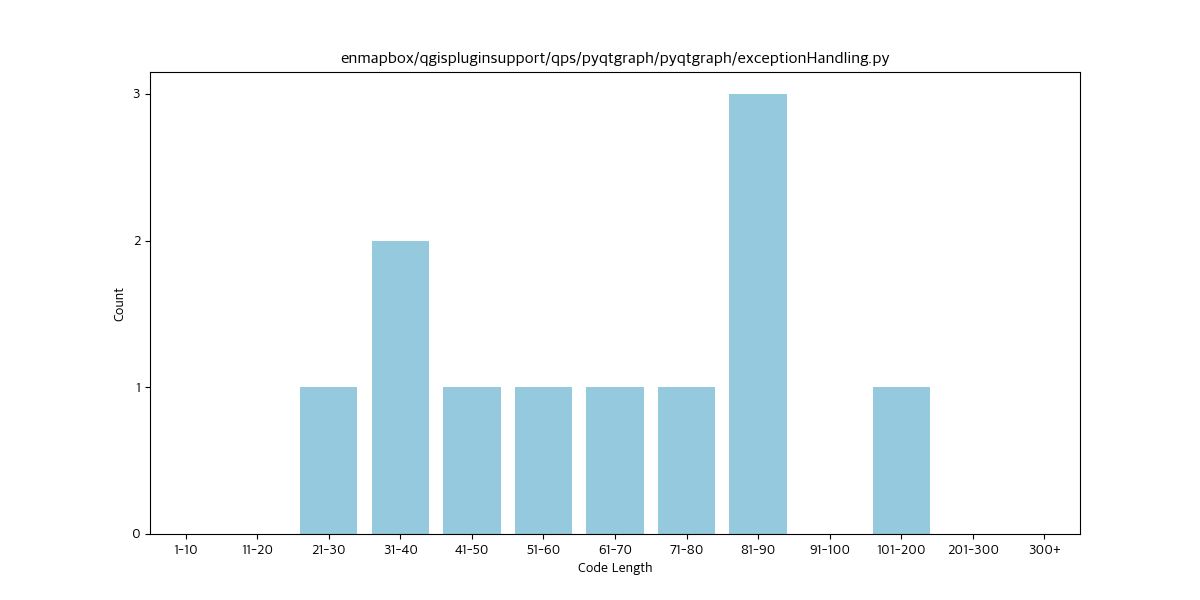 enmapbox/qgispluginsupport/qps/pyqtgraph/pyqtgraph/exceptionHandling.py
3
2
1
0
Count
1-10 11-20 21-30 31-40 41-50 51-60 61-70 71-80 81-90 91-100 101-200 201-300 300+
Code Length